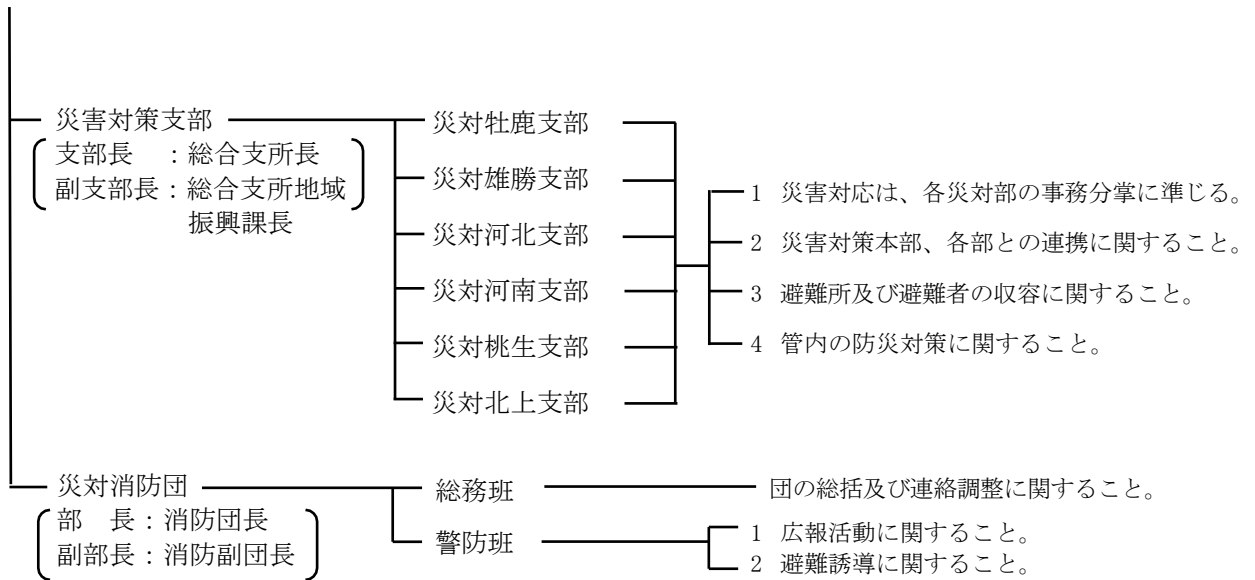 災害対策支部
支部長　：総合支所長
副支部長：総合支所地域
振興課長
災対牡鹿支部
災対雄勝支部
災対河北支部
災対河南支部
災対桃生支部
災対北上支部
1　災害対応は、各災対部の事務分掌に準じる。
2　災害対策本部、各部との連携に関すること。
3　避難所及び避難者の収容に関すること。
4　管内の防災対策に関すること。
災対消防団
部　長：消防団長
副部長：消防副団長
総務班
団の総括及び連絡調整に関すること。
警防班
1　広報活動に関すること。
2　避難誘導に関すること。